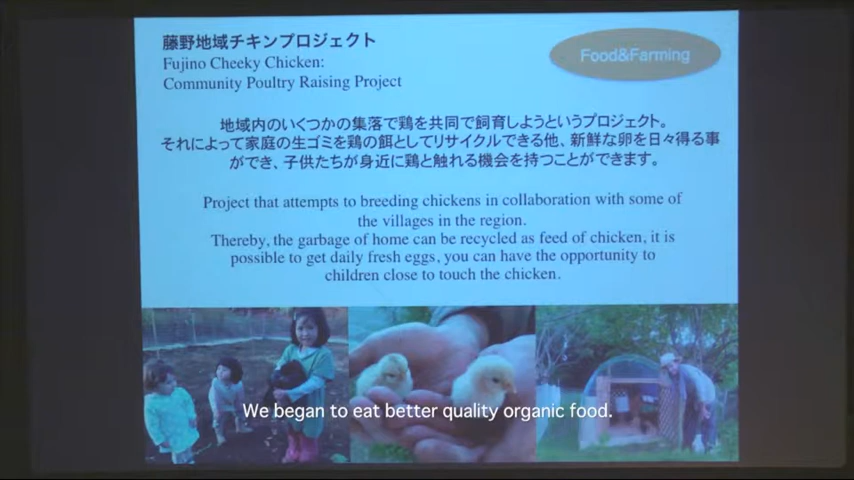 藤野地域チキンプロジェクト
Fujino Cheeky Chicken:
Community Poultry Raising Project
Food&Farming
地域内のいくつかの集落で鶏を共同で飼育しようというプロジェクト。
それによって家庭の生ゴミを鶏の餌としてリサイクルできる他、新鮮な卵を日々得る事
ができ、子供たちが身近に鶏と触れる機会を持つことができます。
Project that attempts to breeding chickens in collaboration with some of
the villages in the region.
Thereby, the garbage of home can be recycled as feed of chicken, it is
possible to get daily fresh eggs, you can have the opportunity to
children close to touch the chicken.
We began to eat better quality organic food.